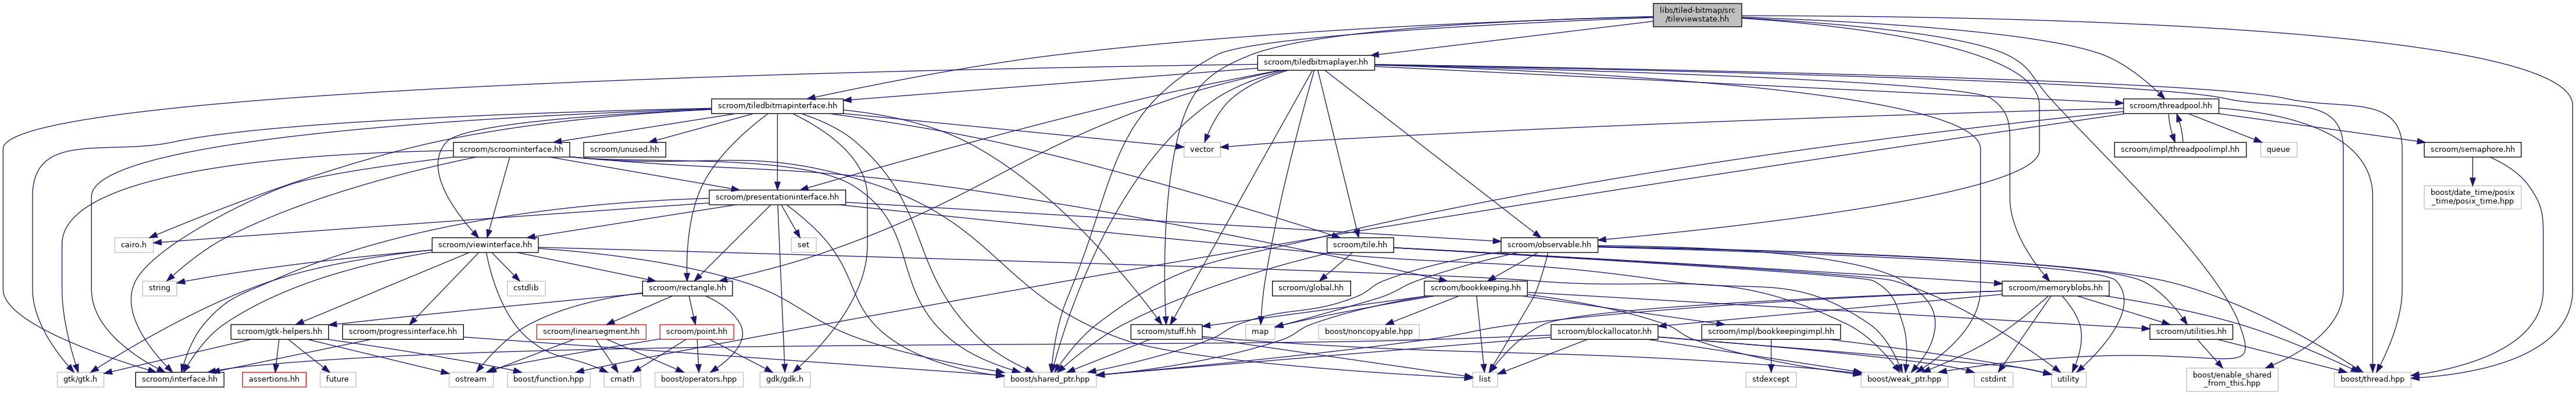 libs/tiled-bitmap/src
/tileviewstate.hh
scroom/tiledbitmaplayer.hh
scroom/tiledbitmapinterface.hh
scroom/threadpool.hh
scroom/scroominterface.hh
scroom/unused.hh
vector
scroom/impl/threadpoolimpl.hh
queue
scroom/semaphore.hh
scroom/presentationinterface.hh
boost/date_time/posix
_time/posix_time.hpp
cairo.h
scroom/viewinterface.hh
set
scroom/tile.hh
scroom/observable.hh
string
cstdlib
scroom/rectangle.hh
scroom/global.hh
scroom/bookkeeping.hh
scroom/memoryblobs.hh
scroom/gtk-helpers.hh
scroom/progressinterface.hh
scroom/linearsegment.hh
scroom/point.hh
scroom/stuff.hh
map
boost/noncopyable.hpp
scroom/blockallocator.hh
scroom/impl/bookkeepingimpl.hh
scroom/utilities.hh
gtk/gtk.h
scroom/interface.hh
assertions.hh
future
ostream
boost/function.hpp
cmath
boost/operators.hpp
gdk/gdk.h
boost/shared_ptr.hpp
list
stdexcept
boost/weak_ptr.hpp
cstdint
utility
boost/enable_shared
_from_this.hpp
boost/thread.hpp